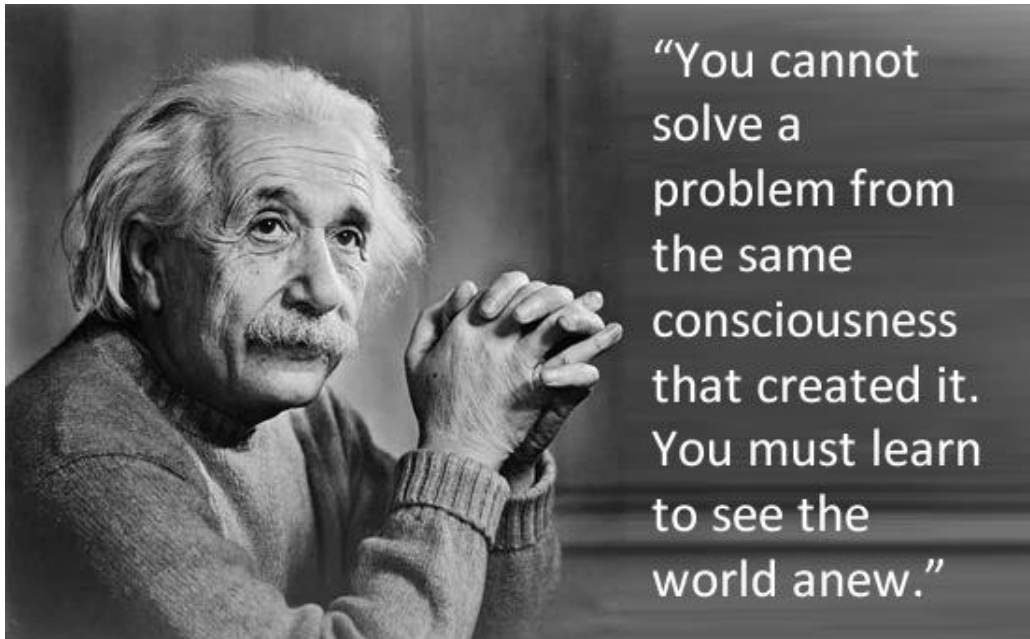 “You cannot
solve a
problem from
the same
consciousness
that created it.
You must learn
to see the
world anew.”